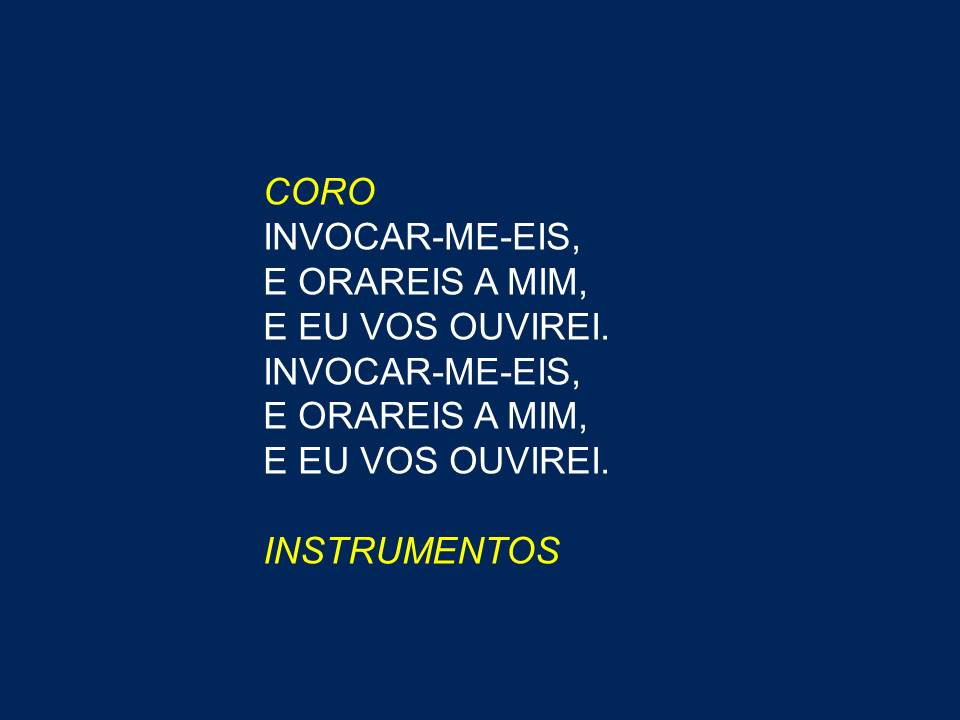 CORO
INVOCAR-ME-EIS,
E ORAREIS A MIM,
E EU VOS OUVIREI.
INVOCAR-ME-EIS,
E ORAREIS A MIM,
E EU VOS OUVIREI.
INSTRUMENTOS